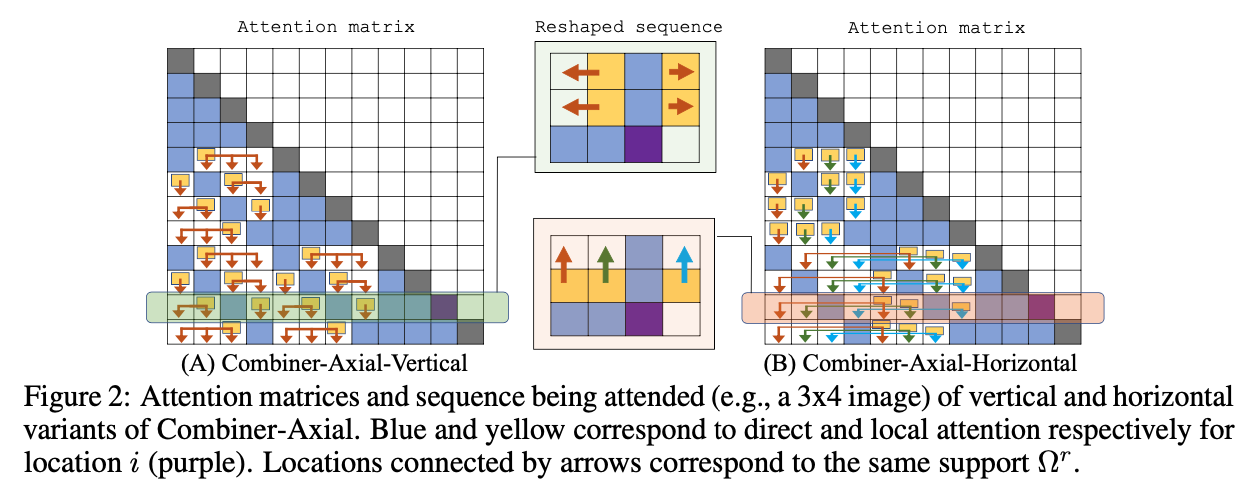 Attention matrix
Reshaped sequence
Attention matrix
(A) Combiner-Axial-Vertical
(B) Combiner-Axial-Horizontal
Figure 2: Attention matrices and sequence being attended (e.g., a 3x4 image) of vertical and horizontal
variants of Combiner-Axial. Blue and yellow correspond to direct and local attention respectively for
location i (purple). Locations connected by arrows correspond to the same support Ωʳ.